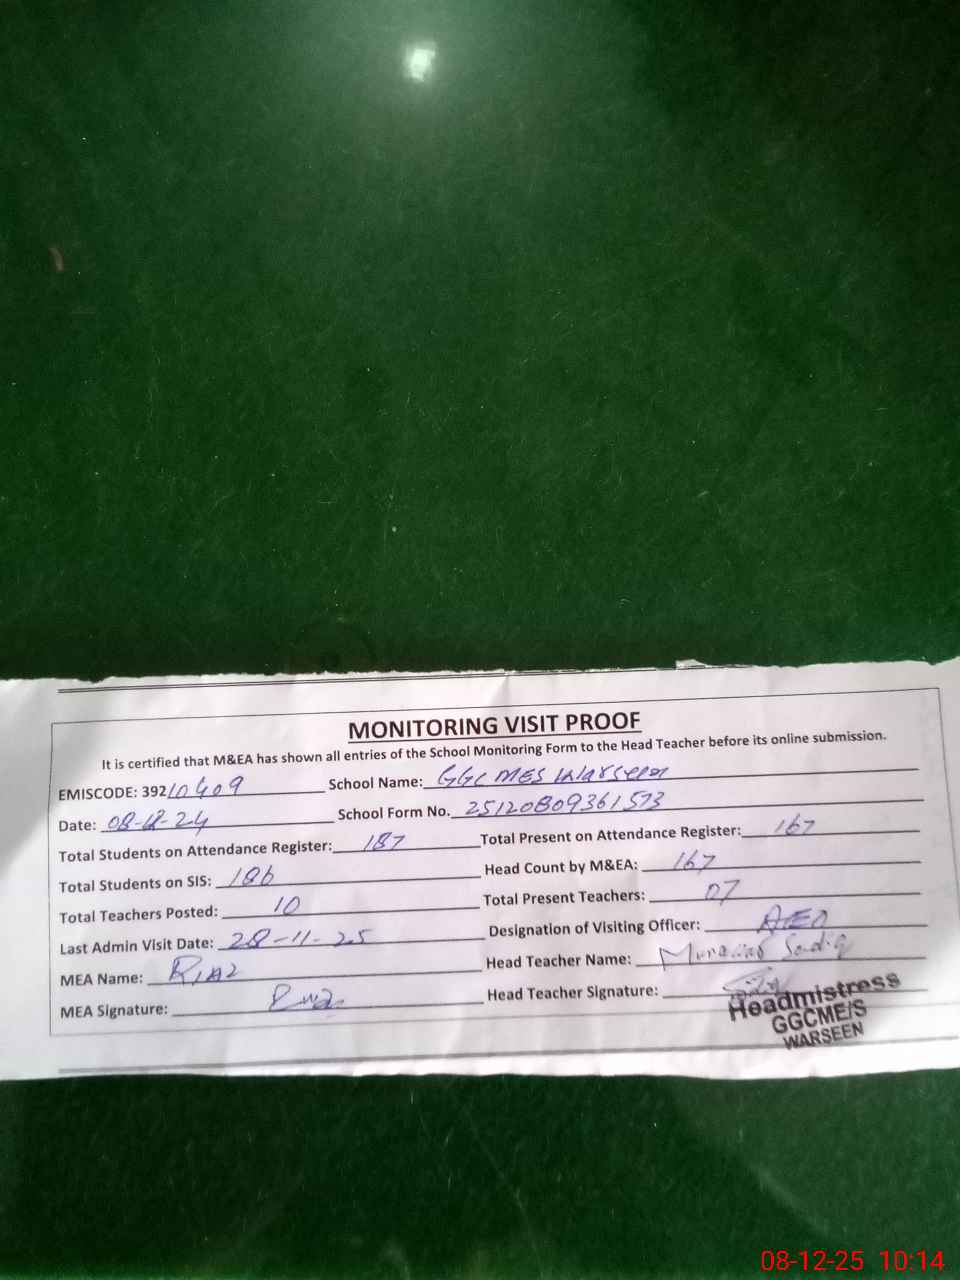 MONITORING VISIT PROOF
It is certified that M&EA has shown all entries of the School Monitoring Form to the Head Teacher before its online submission.
EMISCODE: 39210409 School Name: GGCMES Warseen
Date: 08-12-24 School Form No. 25120809361573
Total Students on Attendance Register: 187 Total Present on Attendance Register: 167
Total Students on SIS: 186 Head Count by M&EA: 167
Total Teachers Posted: 10 Total Present Teachers: 07
Last Admin Visit Date: 28-11-25 Designation of Visiting Officer: AEO
MEA Name: RIAZ Head Teacher Name: Sadiq
MEA Signature: Head Teacher Signature:
Headmistress
GGCME/S
WARSEEN
08-12-25 10:14